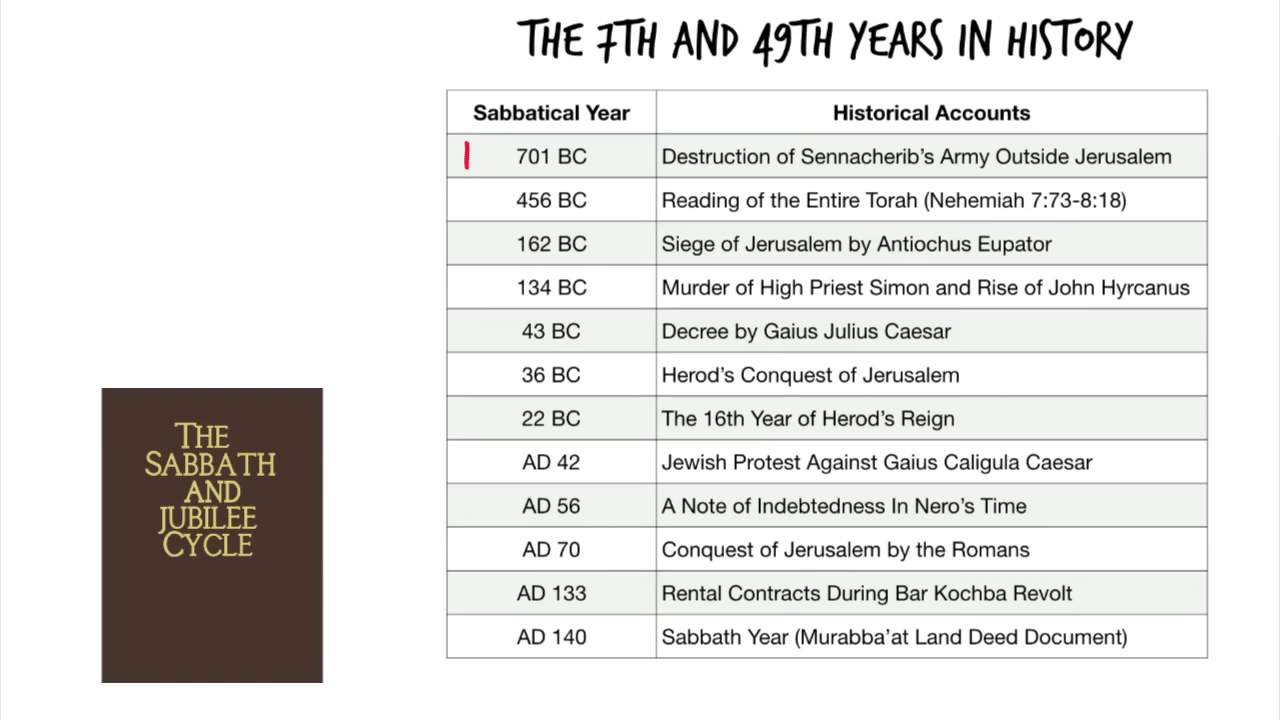 THE 7TH AND 49TH YEARS IN HISTORY
Sabbatical Year Historical Accounts
701 BC Destruction of Sennacherib's Army Outside Jerusalem
456 BC Reading of the Entire Torah (Nehemiah 7:73-8:18)
162 BC Siege of Jerusalem by Antiochus Eupator
134 BC Murder of High Priest Simon and Rise of John Hyrcanus
43 BC Decree by Gaius Julius Caesar
36 BC Herod's Conquest of Jerusalem
22 BC The 16th Year of Herod's Reign
AD 42 Jewish Protest Against Gaius Caligula Caesar
AD 56 A Note of Indebtedness In Nero's Time
AD 70 Conquest of Jerusalem by the Romans
AD 133 Rental Contracts During Bar Kochba Revolt
AD 140 Sabbath Year (Murabba'at Land Deed Document)
THE
SABBATH
AND
JUBILEE
CYCLE